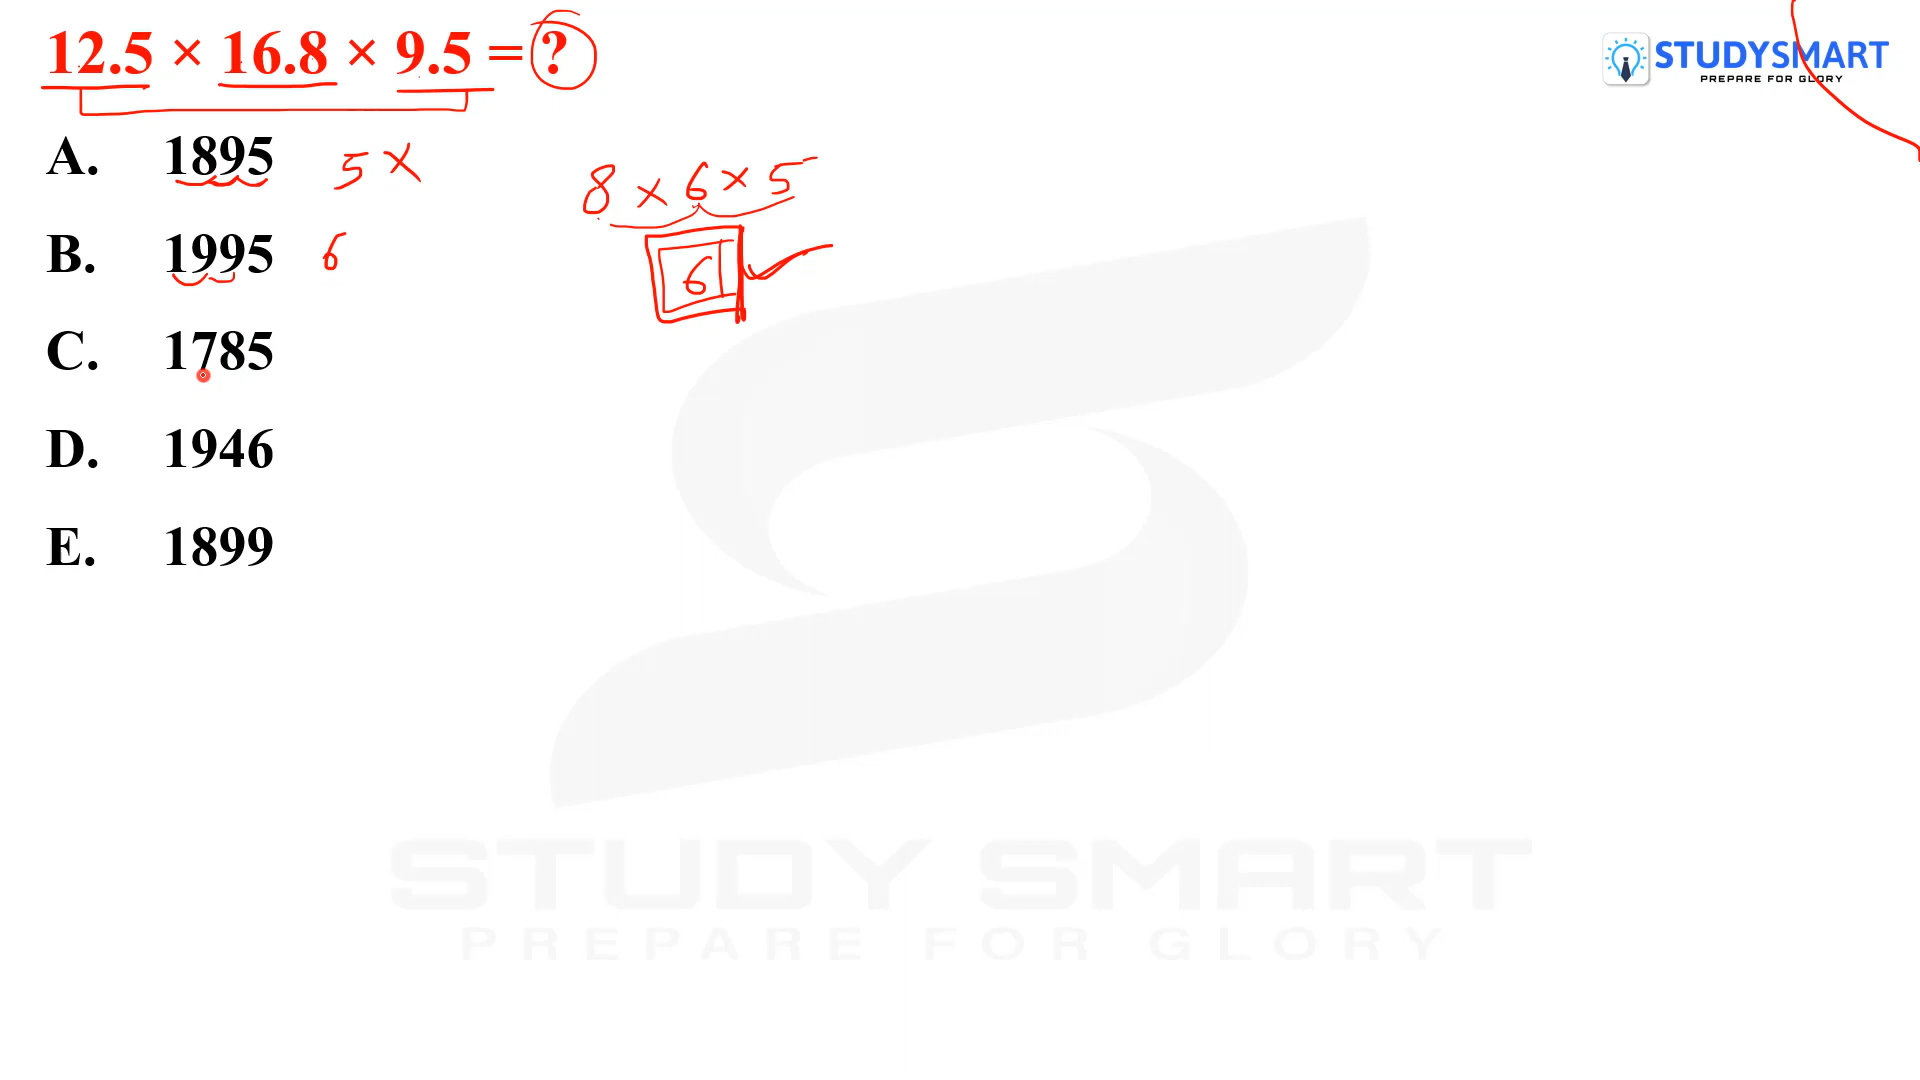 12.5 × 16.8 × 9.5 = ?
STUDYSMART
PREPARE FOR GLORY
A. 1895 5 ×
8 × 6 × 5
B. 1995 6
6
C. 1785
D. 1946
E. 1899
STUDY SMART
PREPARE FOR GLORY